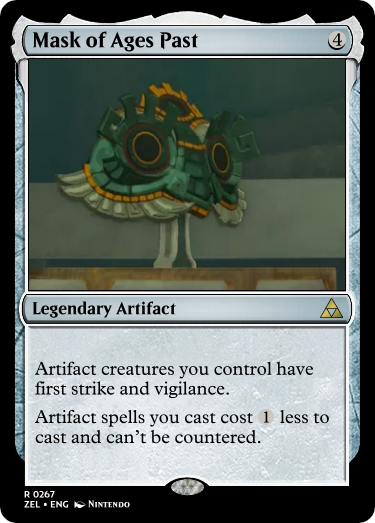 Mask of Ages Past 4
Legendary Artifact
Artifact creatures you control have
first strike and vigilance.
Artifact spells you cast cost 1 less to
cast and can't be countered.
R 0267
ZEL • ENG Nintendo